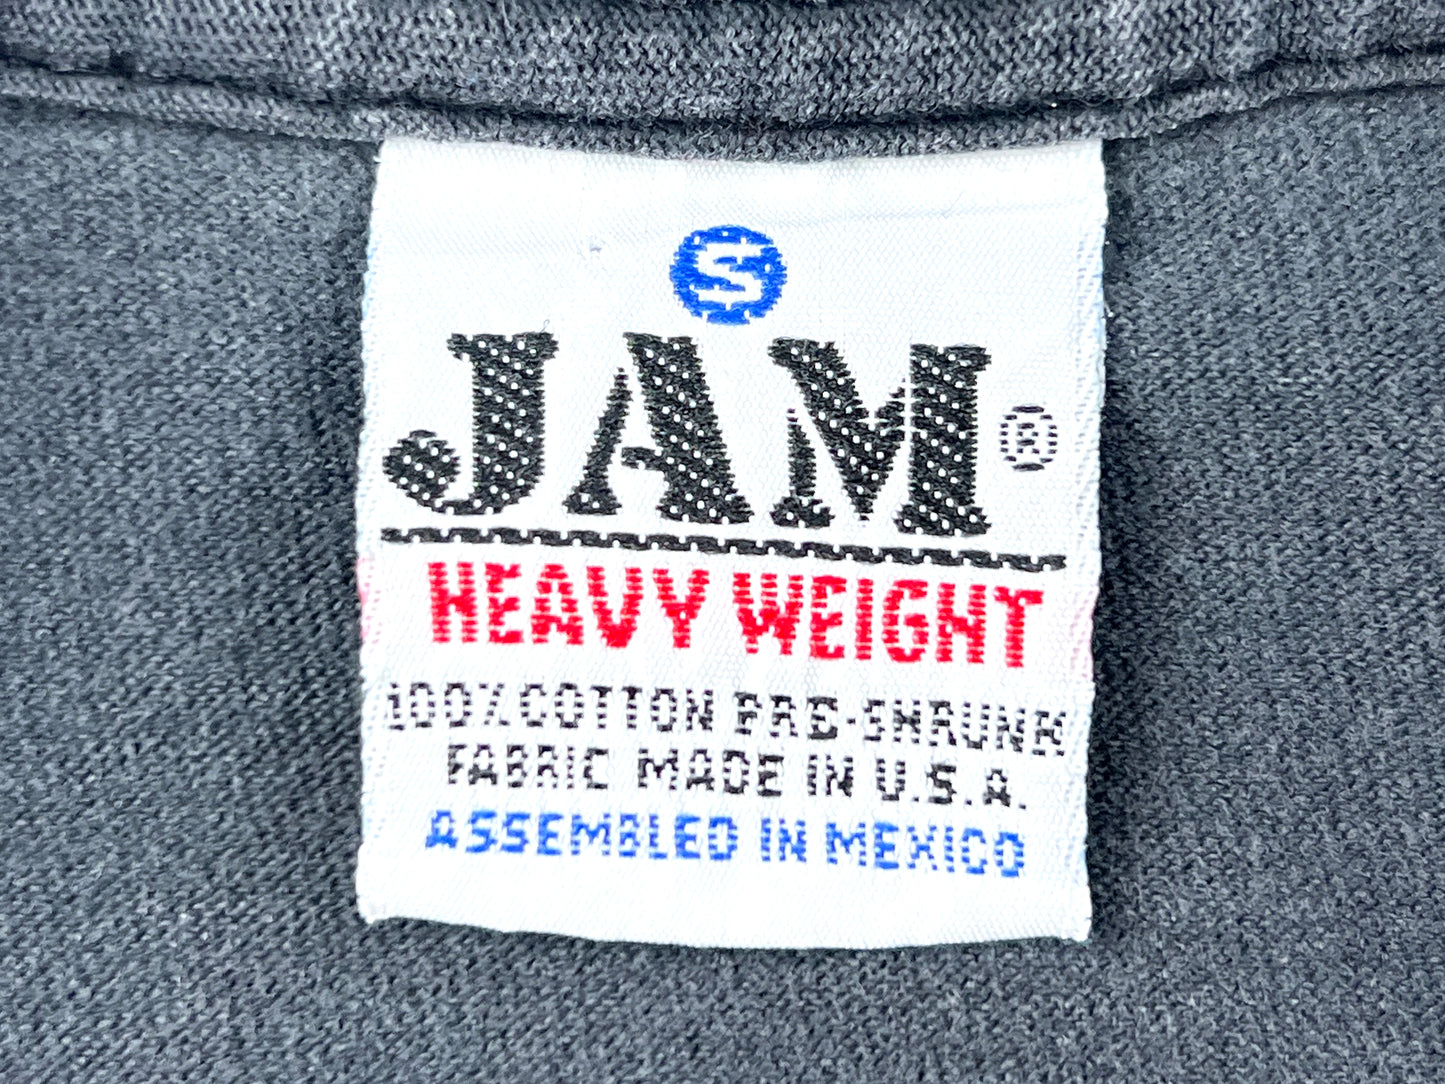 S
JAM®
HEAVY WEIGHT
100% COTTON PRE-SHRUNK
FABRIC MADE IN U.S.A.
ASSEMBLED IN MEXICO